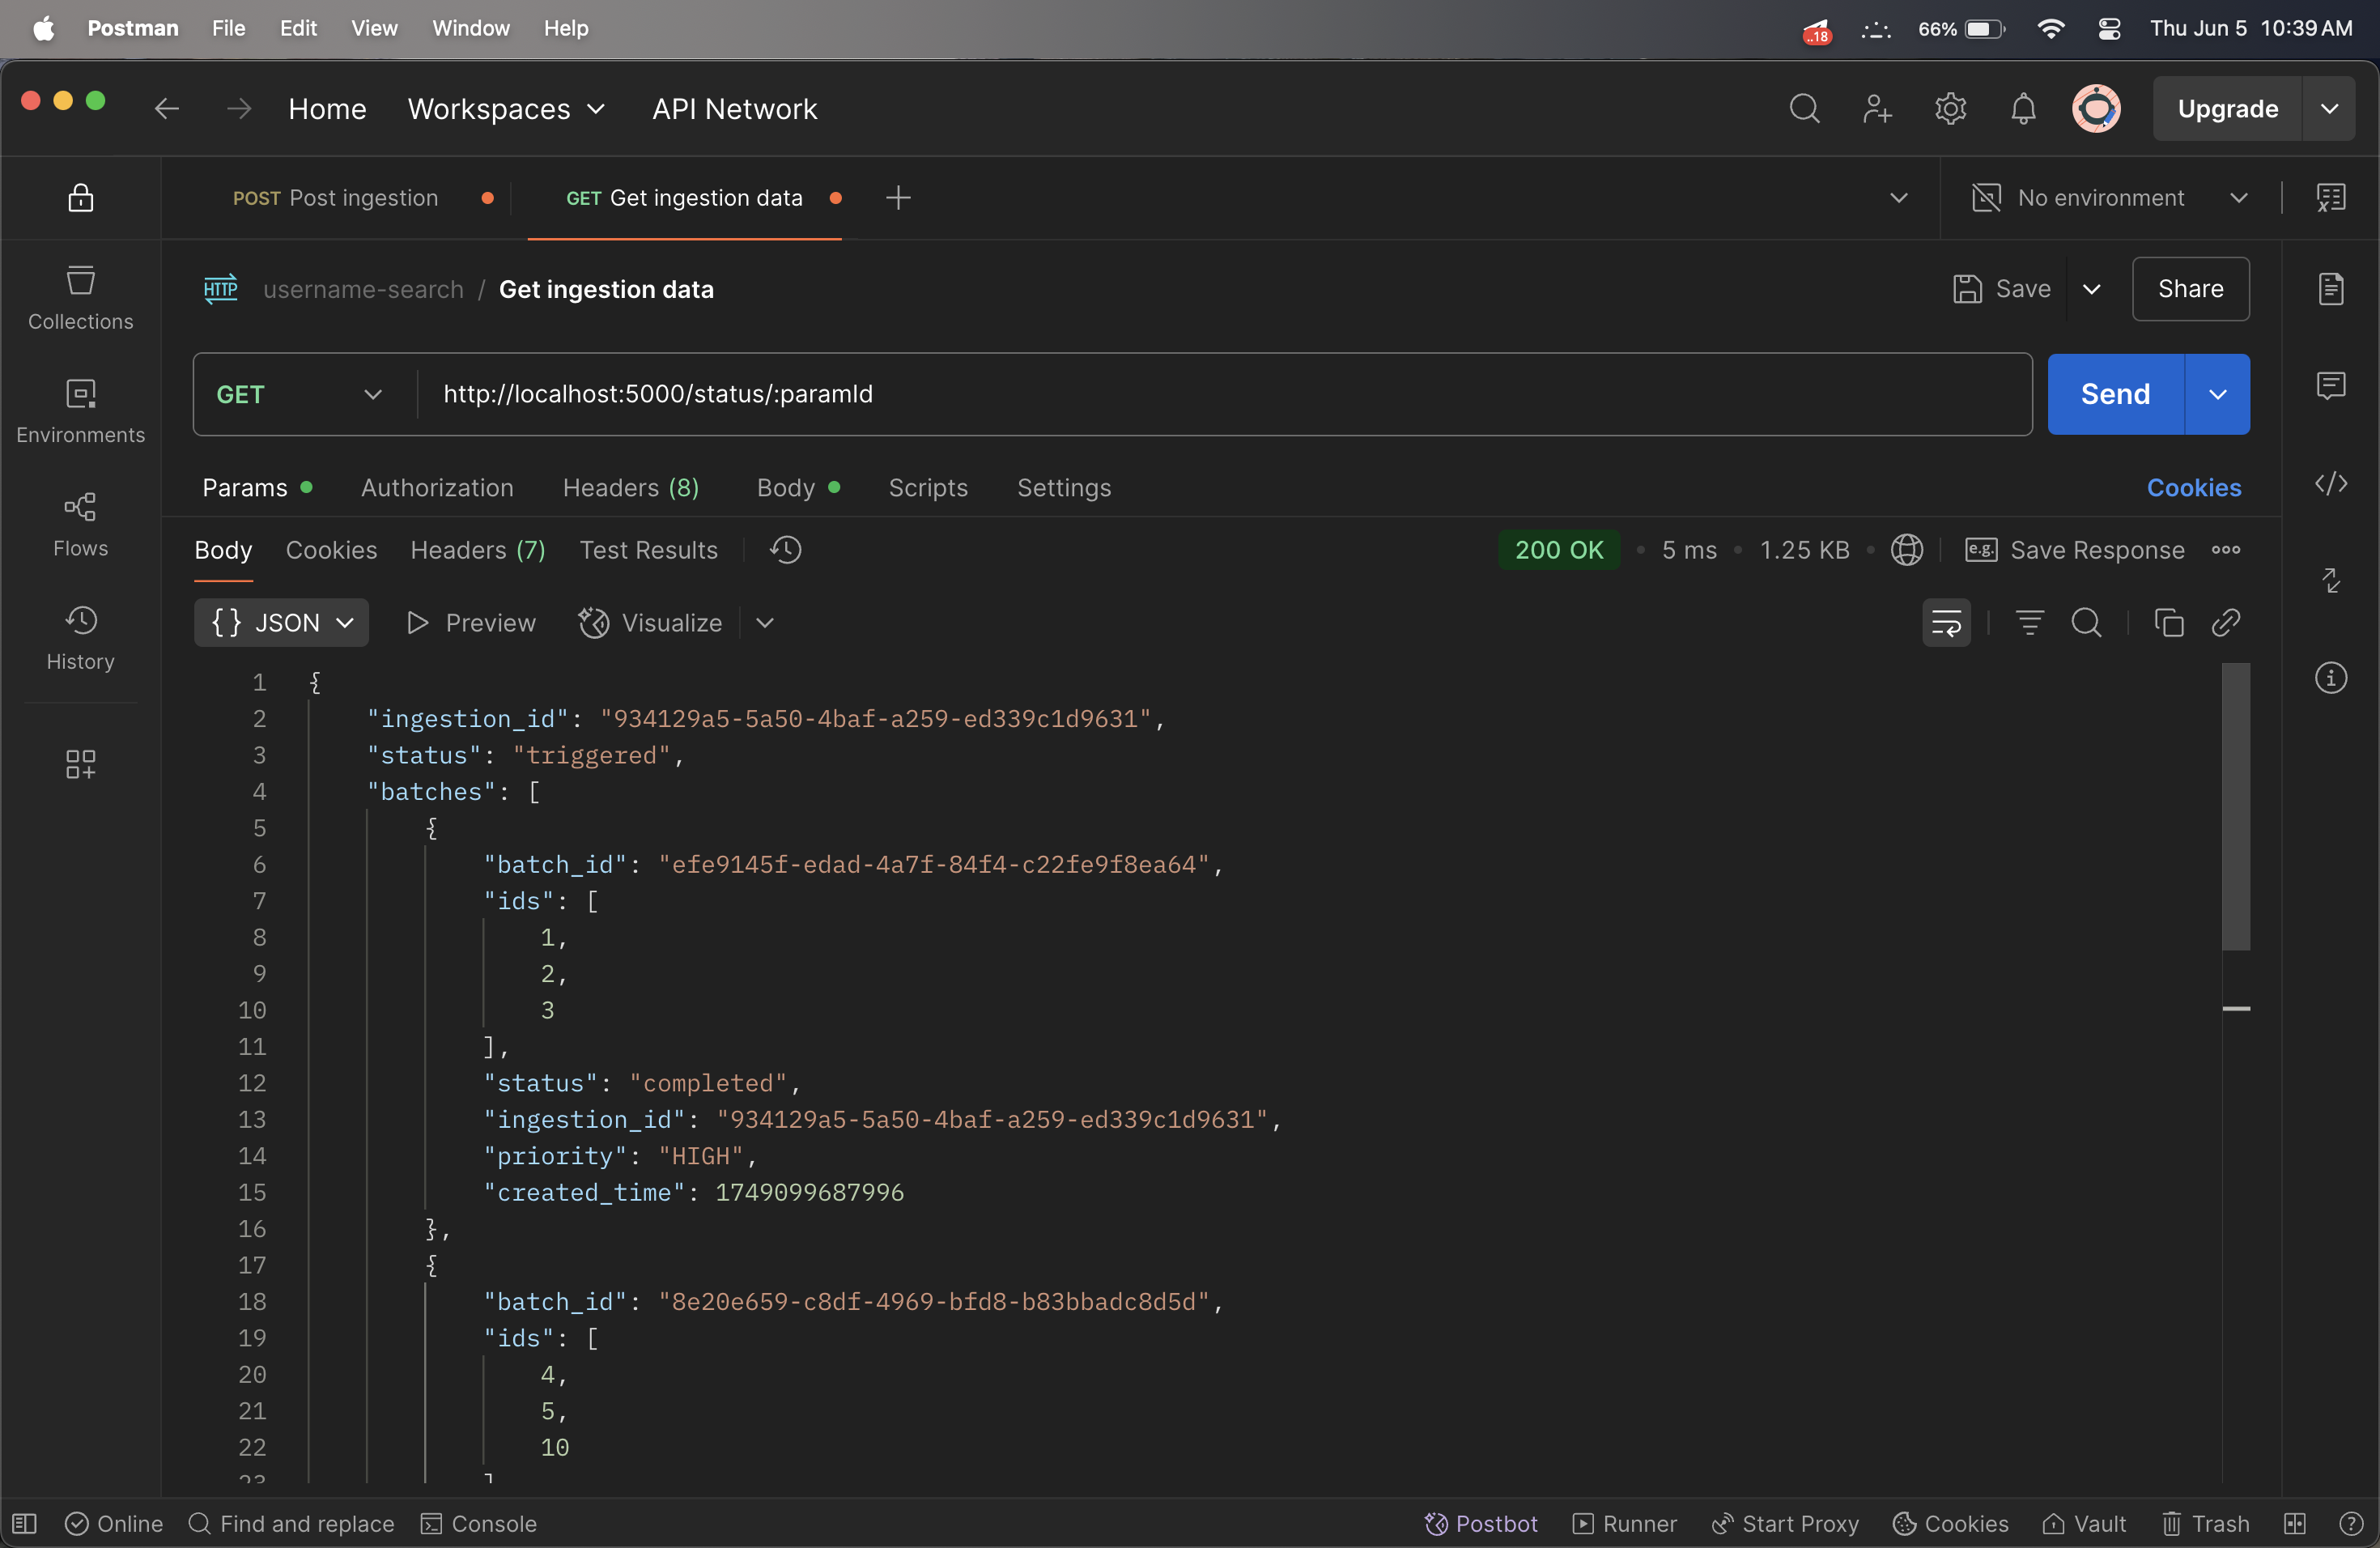 Postman File Edit View Window Help
..18 66% Thu Jun 5 10:39 AM
Home Workspaces API Network Upgrade
POST Post ingestion GET Get ingestion data No environment
HTTP username-search / Get ingestion data Save Share
GET http://localhost:5000/status/:paramId Send
Params Authorization Headers (8) Body Scripts Settings Cookies
Body Cookies Headers (7) Test Results 200 OK 5 ms 1.25 KB e.g. Save Response
{} JSON Preview Visualize
Collections
Environments
Flows
History
1 {
2 "ingestion_id": "934129a5-5a50-4baf-a259-ed339c1d9631",
3 "status": "triggered",
4 "batches": [
5 {
6 "batch_id": "efe9145f-edad-4a7f-84f4-c22fe9f8ea64",
7 "ids": [
8 1,
9 2,
10 3
11 ],
12 "status": "completed",
13 "ingestion_id": "934129a5-5a50-4baf-a259-ed339c1d9631",
14 "priority": "HIGH",
15 "created_time": 1749099687996
16 },
17 {
18 "batch_id": "8e20e659-c8df-4969-bfd8-b83bbadc8d5d",
19 "ids": [
20 4,
21 5,
22 10
23 ]
Online Find and replace Console Postbot Runner Start Proxy Cookies Vault Trash